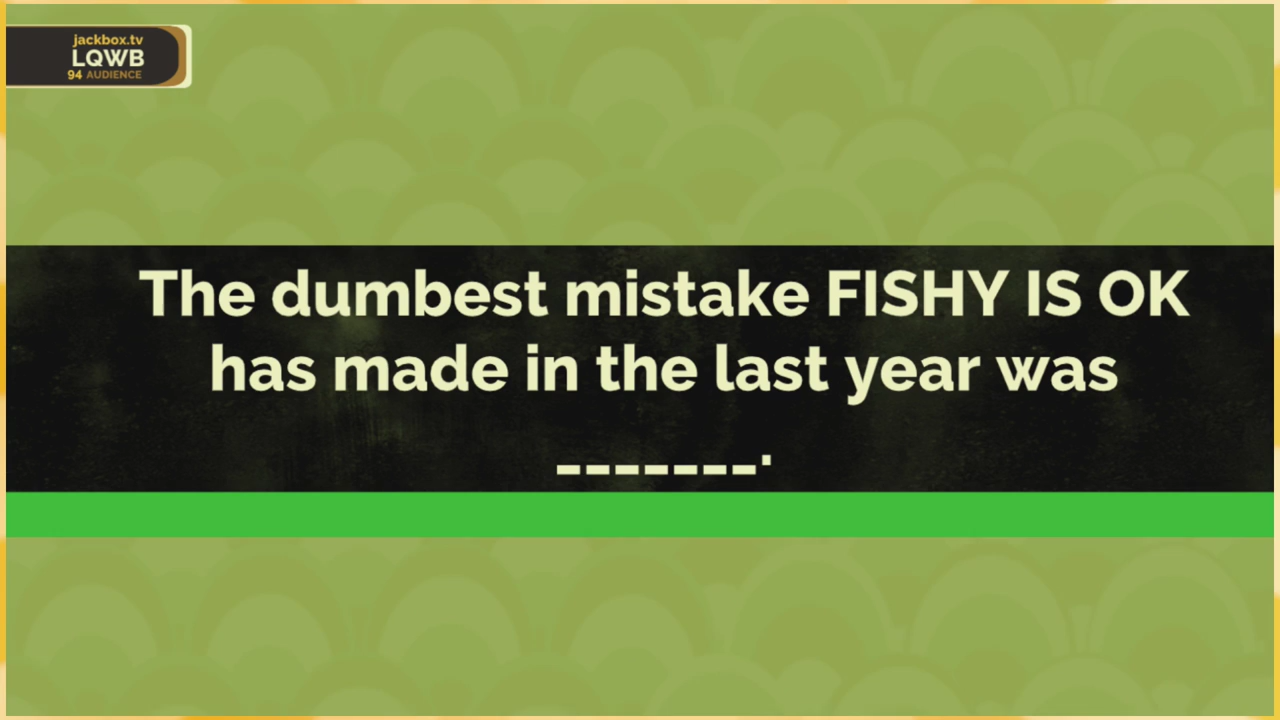 jackbox.tv
LQWB
94 AUDIENCE
The dumbest mistake FISHY IS OK
has made in the last year was
_______.